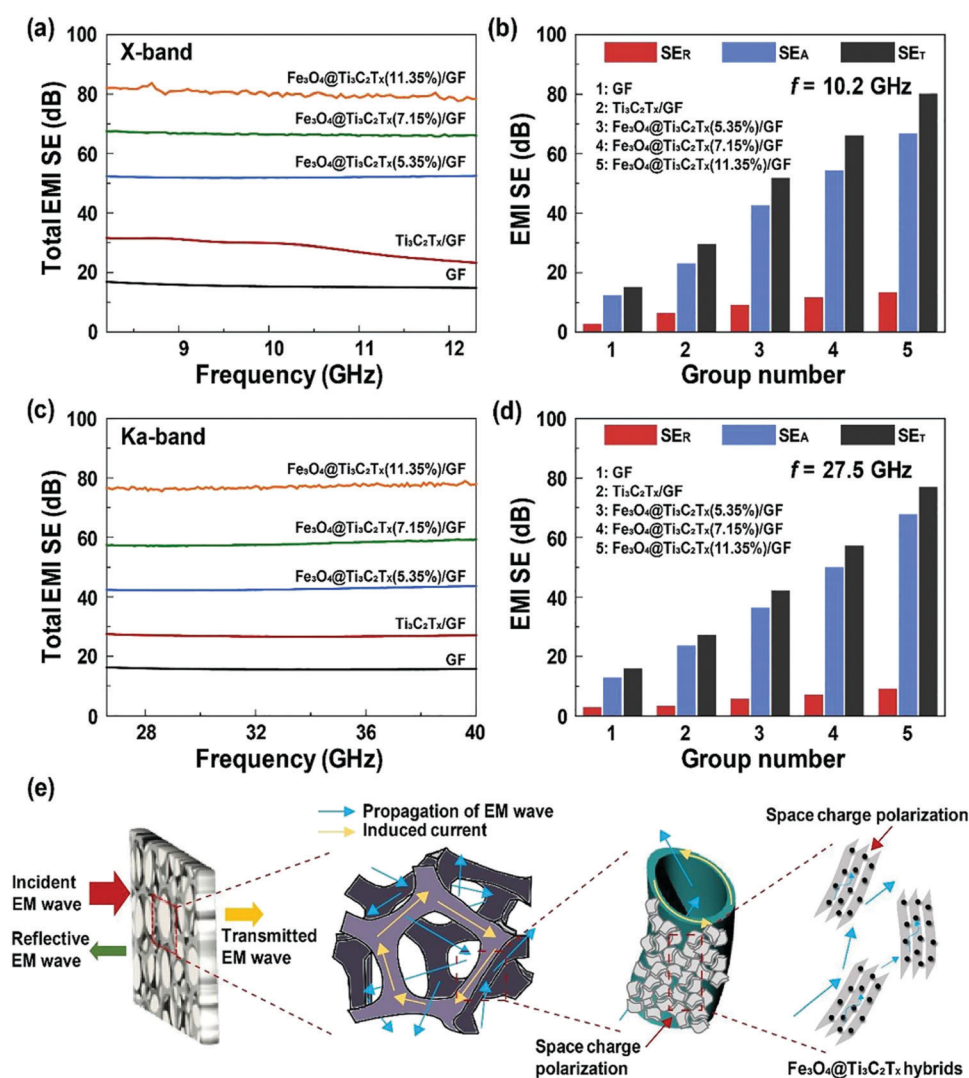 (a)
X-band
Total EMI SE (dB)
100
80
60
40
20
0
Fe₃O₄@Ti₃C₂Tₓ(11.35%)/GF
Fe₃O₄@Ti₃C₂Tₓ(7.15%)/GF
Fe₃O₄@Ti₃C₂Tₓ(5.35%)/GF
Ti₃C₂Tₓ/GF
GF
9 10 11 12
Frequency (GHz)
(b)
EMI SE (dB)
100
80
60
40
20
0
SER SEA SET
f = 10.2 GHz
1: GF
2: Ti₃C₂Tₓ/GF
3: Fe₃O₄@Ti₃C₂Tₓ(5.35%)/GF
4: Fe₃O₄@Ti₃C₂Tₓ(7.15%)/GF
5: Fe₃O₄@Ti₃C₂Tₓ(11.35%)/GF
1 2 3 4 5
Group number
(c)
Ka-band
Total EMI SE (dB)
100
80
60
40
20
0
Fe₃O₄@Ti₃C₂Tₓ(11.35%)/GF
Fe₃O₄@Ti₃C₂Tₓ(7.15%)/GF
Fe₃O₄@Ti₃C₂Tₓ(5.35%)/GF
Ti₃C₂Tₓ/GF
GF
28 32 36 40
Frequency (GHz)
(d)
EMI SE (dB)
100
80
60
40
20
0
SER SEA SET
f = 27.5 GHz
1: GF
2: Ti₃C₂Tₓ/GF
3: Fe₃O₄@Ti₃C₂Tₓ(5.35%)/GF
4: Fe₃O₄@Ti₃C₂Tₓ(7.15%)/GF
5: Fe₃O₄@Ti₃C₂Tₓ(11.35%)/GF
1 2 3 4 5
Group number
(e)
Incident
EM wave
Reflective
EM wave
Transmitted
EM wave
Propagation of EM wave
Induced current
Space charge
polarization
Space charge polarization
Fe₃O₄@Ti₃C₂Tₓ hybrids